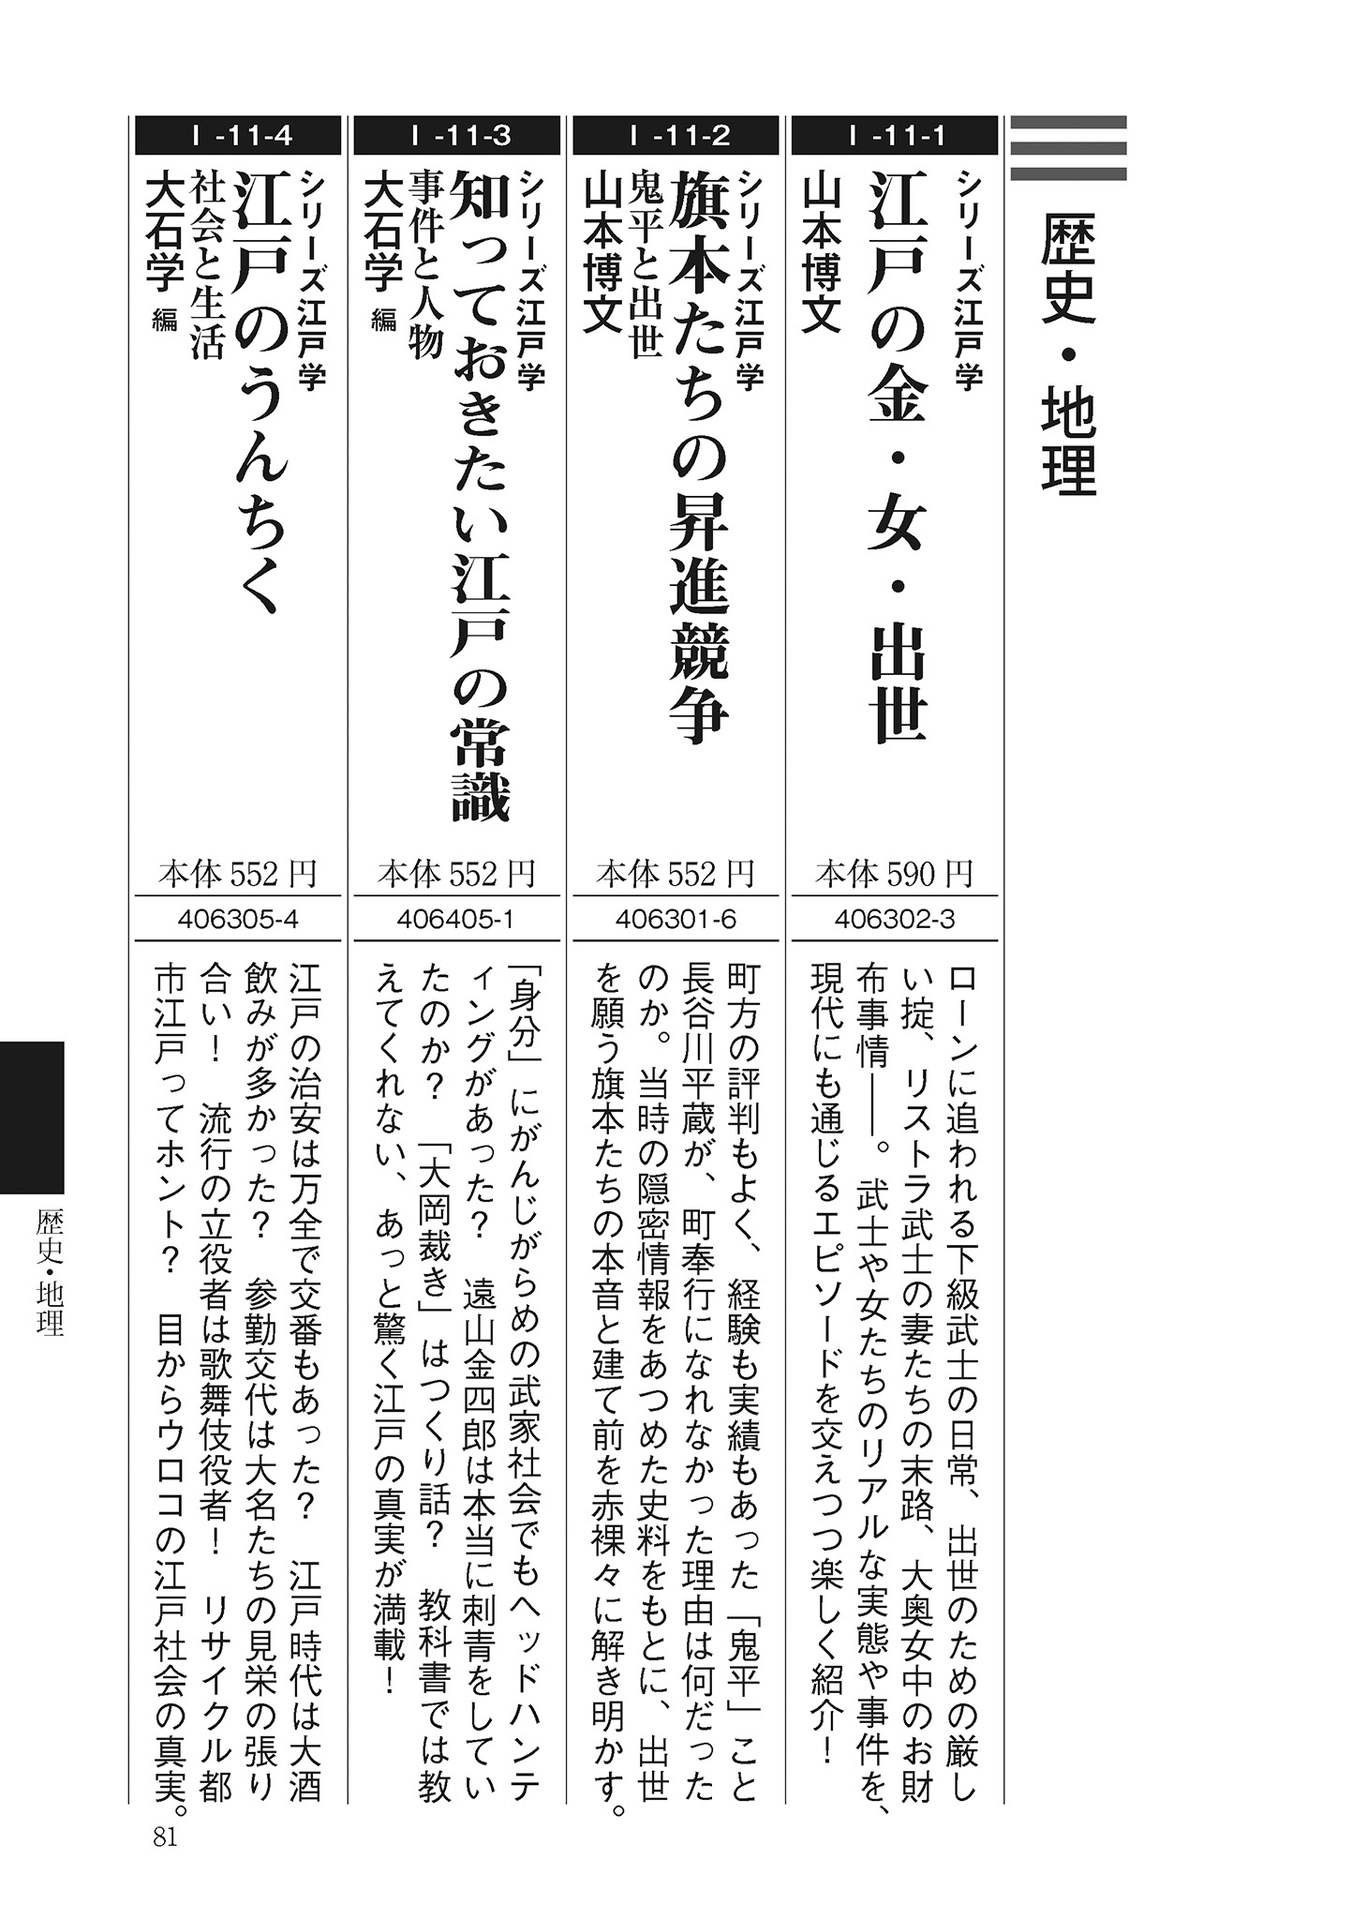 歴史・地理
Ⅰ-11-1
シリーズ江戸学
江戸の金・女・出世
山本博文
本体590円
406302-3
ローンに追われる下級武士の日常、出世のための厳し
い掟、リストラ武士の妻たちの末路、大奥女中のお財
布事情――。武士や女たちのリアルな実態や事件を、
現代にも通じるエピソードを交えつつ楽しく紹介！
Ⅰ-11-2
シリーズ江戸学
旗本たちの昇進競争
鬼平と出世
山本博文
本体552円
406301-6
町方の評判もよく、経験も実績もあった「鬼平」こと
長谷川平蔵が、町奉行になれなかった理由は何だった
のか。当時の隠密情報をあつめた史料をもとに、出世
を願う旗本たちの本音と建て前を赤裸々に解き明かす。
Ⅰ-11-3
シリーズ江戸学
知っておきたい江戸の常識
事件と人物
大石学 編
本体552円
406405-1
「身分」にがんじがらめの武家社会でもヘッドハンテ
ィングがあった？　遠山金四郎は本当に刺青をしてい
たのか？　「大岡裁き」はつくり話？　教科書では教
えてくれない、あっと驚く江戸の真実が満載！
Ⅰ-11-4
シリーズ江戸学
江戸のうんちく
社会と生活
大石学 編
本体552円
406305-4
江戸の治安は万全で交番もあった？　江戸時代は大酒
飲みが多かった？　参勤交代は大名たちの見栄の張り
合い！　流行の立役者は歌舞伎役者！　リサイクル都
市江戸ってホント？　目からウロコの江戸社会の真実。
歴史・地理
81